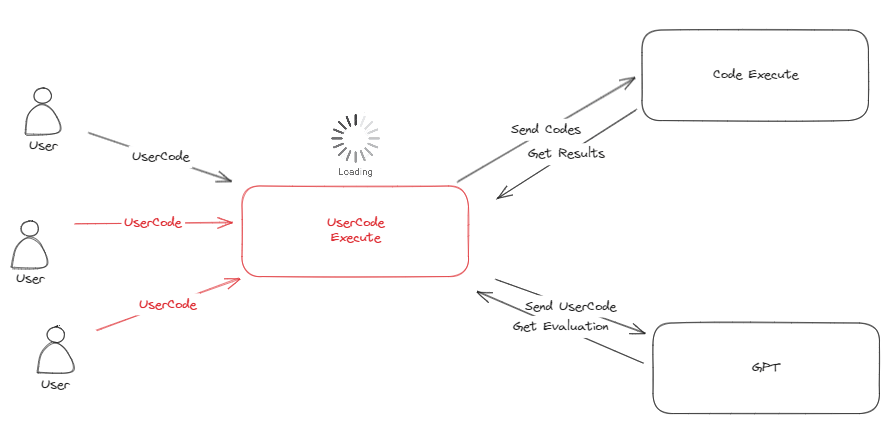 Code Execute
User
Send Codes
UserCode
Get Results
Loading
UserCode
UserCode
Execute
User
UserCode
Send UserCode
Get Evaluation
User
GPT